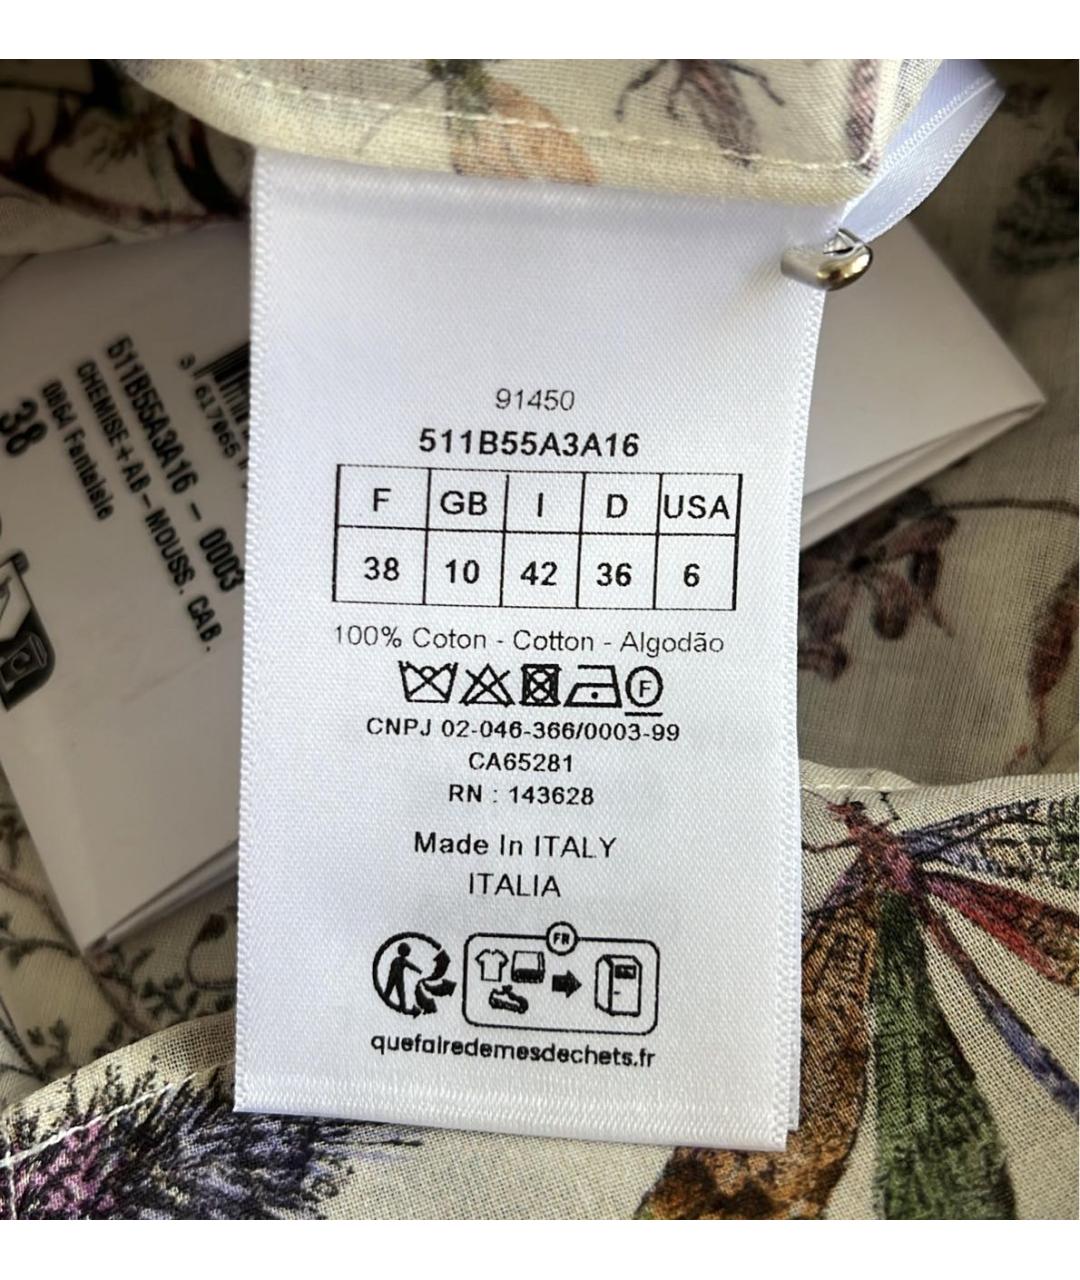 91450
511B55A3A16
F GB I D USA
38 10 42 36 6
100% Coton - Cotton - Algodão
F
CNPJ 02-046-366/0003-99
CA65281
RN : 143628
Made In ITALY
ITALIA
FR
quefairedemesdechets.fr
3 617065
511B55A3A16 - 0003
CHEMISE+AB-MOUSS. CAB.
0864 Fantaisie
38